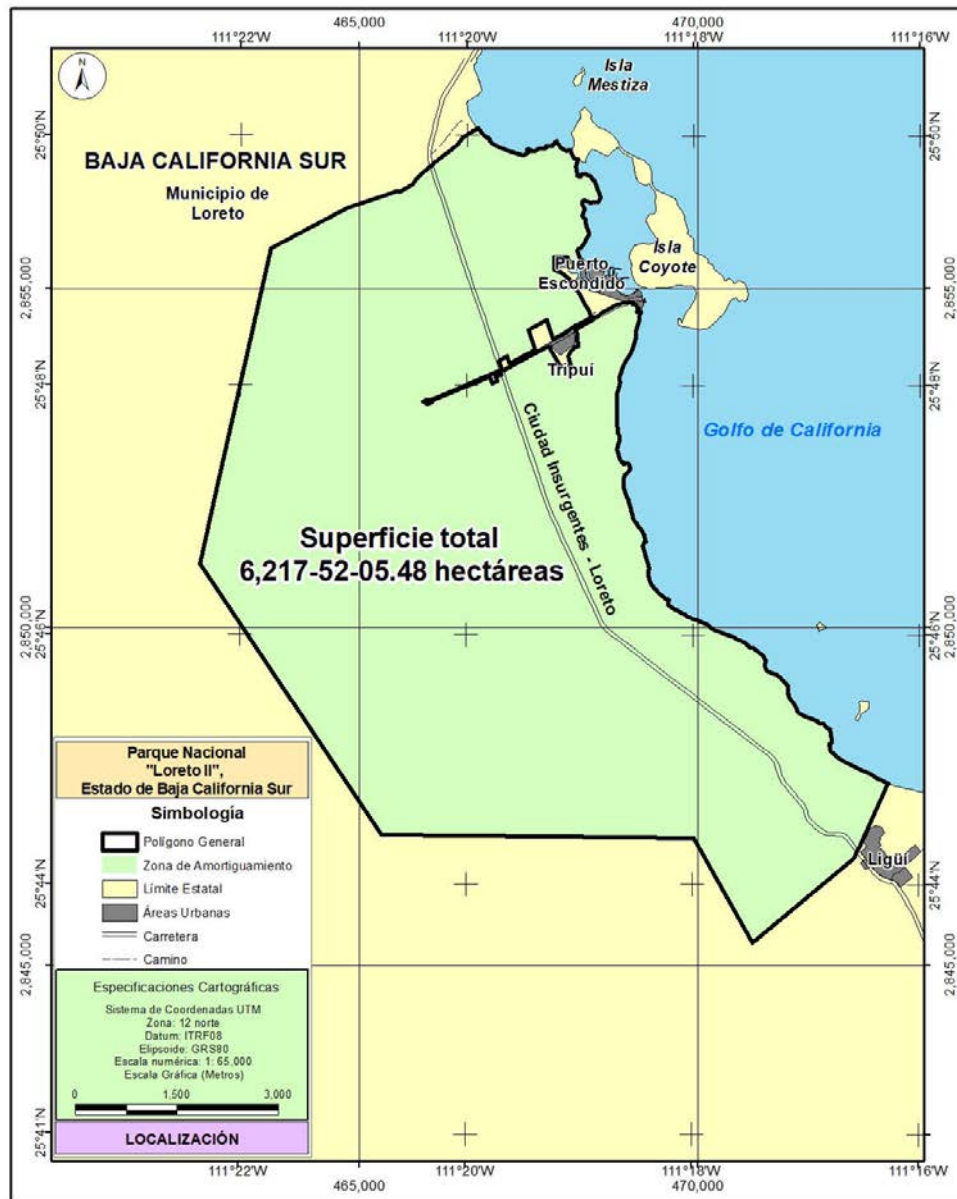 465,000
470,000
111°22'W
111°20'W
111°18'W
111°16'W
N
Isla
Mestiza
25°50'N
25°50'N
BAJA CALIFORNIA SUR
Municipio de
Loreto
Isla
Coyote
Puerto
Escondido
2,855,000
2,855,000
Tripuí
25°48'N
25°48'N
Golfo de California
Ciudad Insurgentes - Loreto
Superficie total
6,217-52-05.48 hectáreas
2,850,000
25°46'N
2,850,000
25°46'N
Parque Nacional
"Loreto II",
Estado de Baja California Sur
Simbología
Polígono General
Zona de Amortiguamiento
Límite Estatal
Áreas Urbanas
Carretera
Camino
Ligüí
25°44'N
25°44'N
2,845,000
2,845,000
Especificaciones Cartográficas
Sistema de Coordenadas UTM
Zona: 12 norte
Datum: ITRF08
Elipsoide: GRS80
Escala numérica: 1: 65,000
Escala Gráfica (Metros)
0 1,500 3,000
LOCALIZACIÓN
25°41'N
25°41'N
111°22'W
111°20'W
111°18'W
111°16'W
465,000
470,000